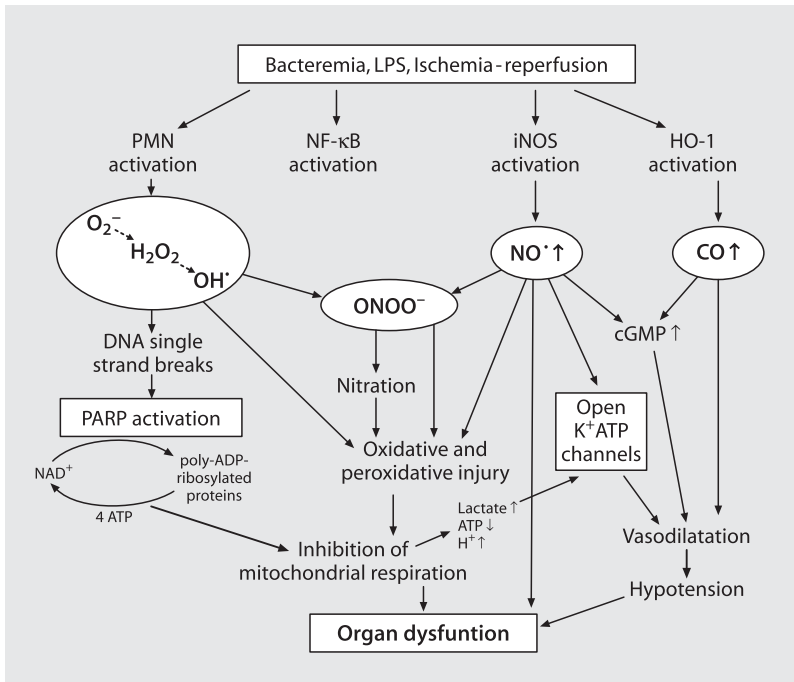 Bacteremia, LPS, Ischemia-reperfusion
PMN
activation
NF-κB
activation
iNOS
activation
HO-1
activation
O₂⁻
H₂O₂
OH•
NO•↑
CO↑
ONOO⁻
cGMP↑
DNA single
strand breaks
Nitration
PARP activation
Open
K⁺ATP
channels
NAD⁺
poly-ADP-
ribosylated
proteins
4 ATP
Oxidative and
peroxidative injury
Lactate↑
ATP↓
H⁺↑
Inhibition of
mitochondrial respiration
Vasodilatation
Hypotension
Organ dysfuntion